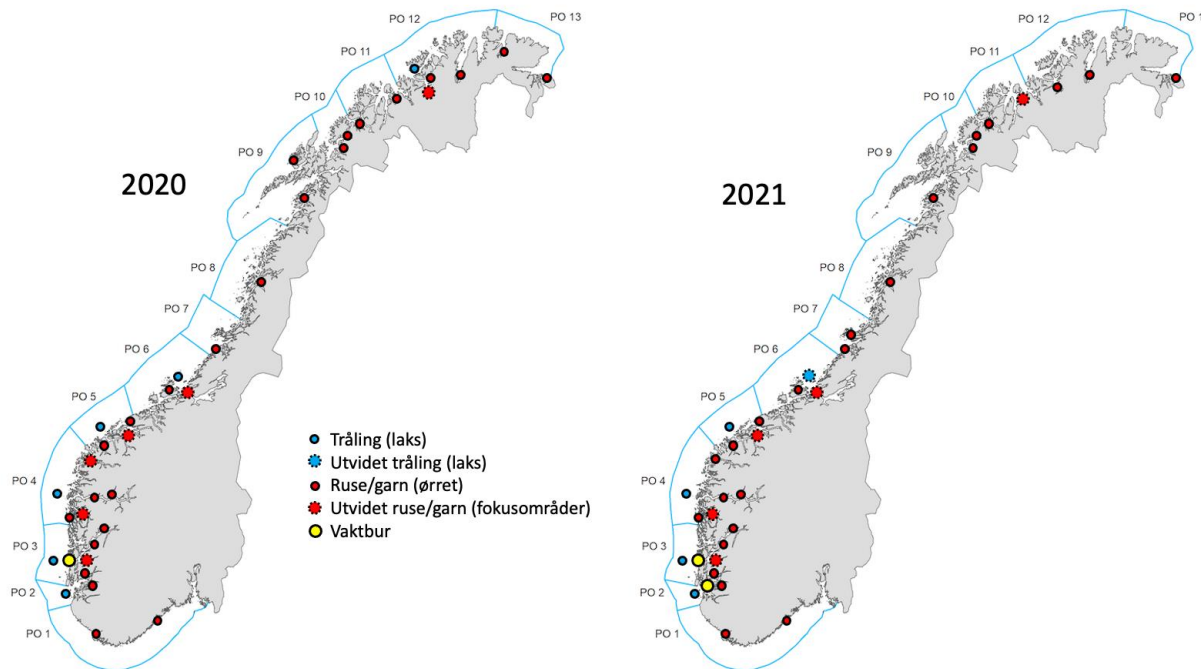 PO 13
PO 12
PO 11
PO 10
PO 9
2020
PO 8
PO 7
PO 6
PO 5
PO 4
PO 3
PO 2
PO 1
Tråling (laks)
Utvidet tråling (laks)
Ruse/garn (ørret)
Utvidet ruse/garn (fokusområder)
Vaktbur
PO 1
PO 12
PO 11
PO 10
PO 9
2021
PO 8
PO 7
PO 6
PO 5
PO 4
PO 3
PO 2
PO 1